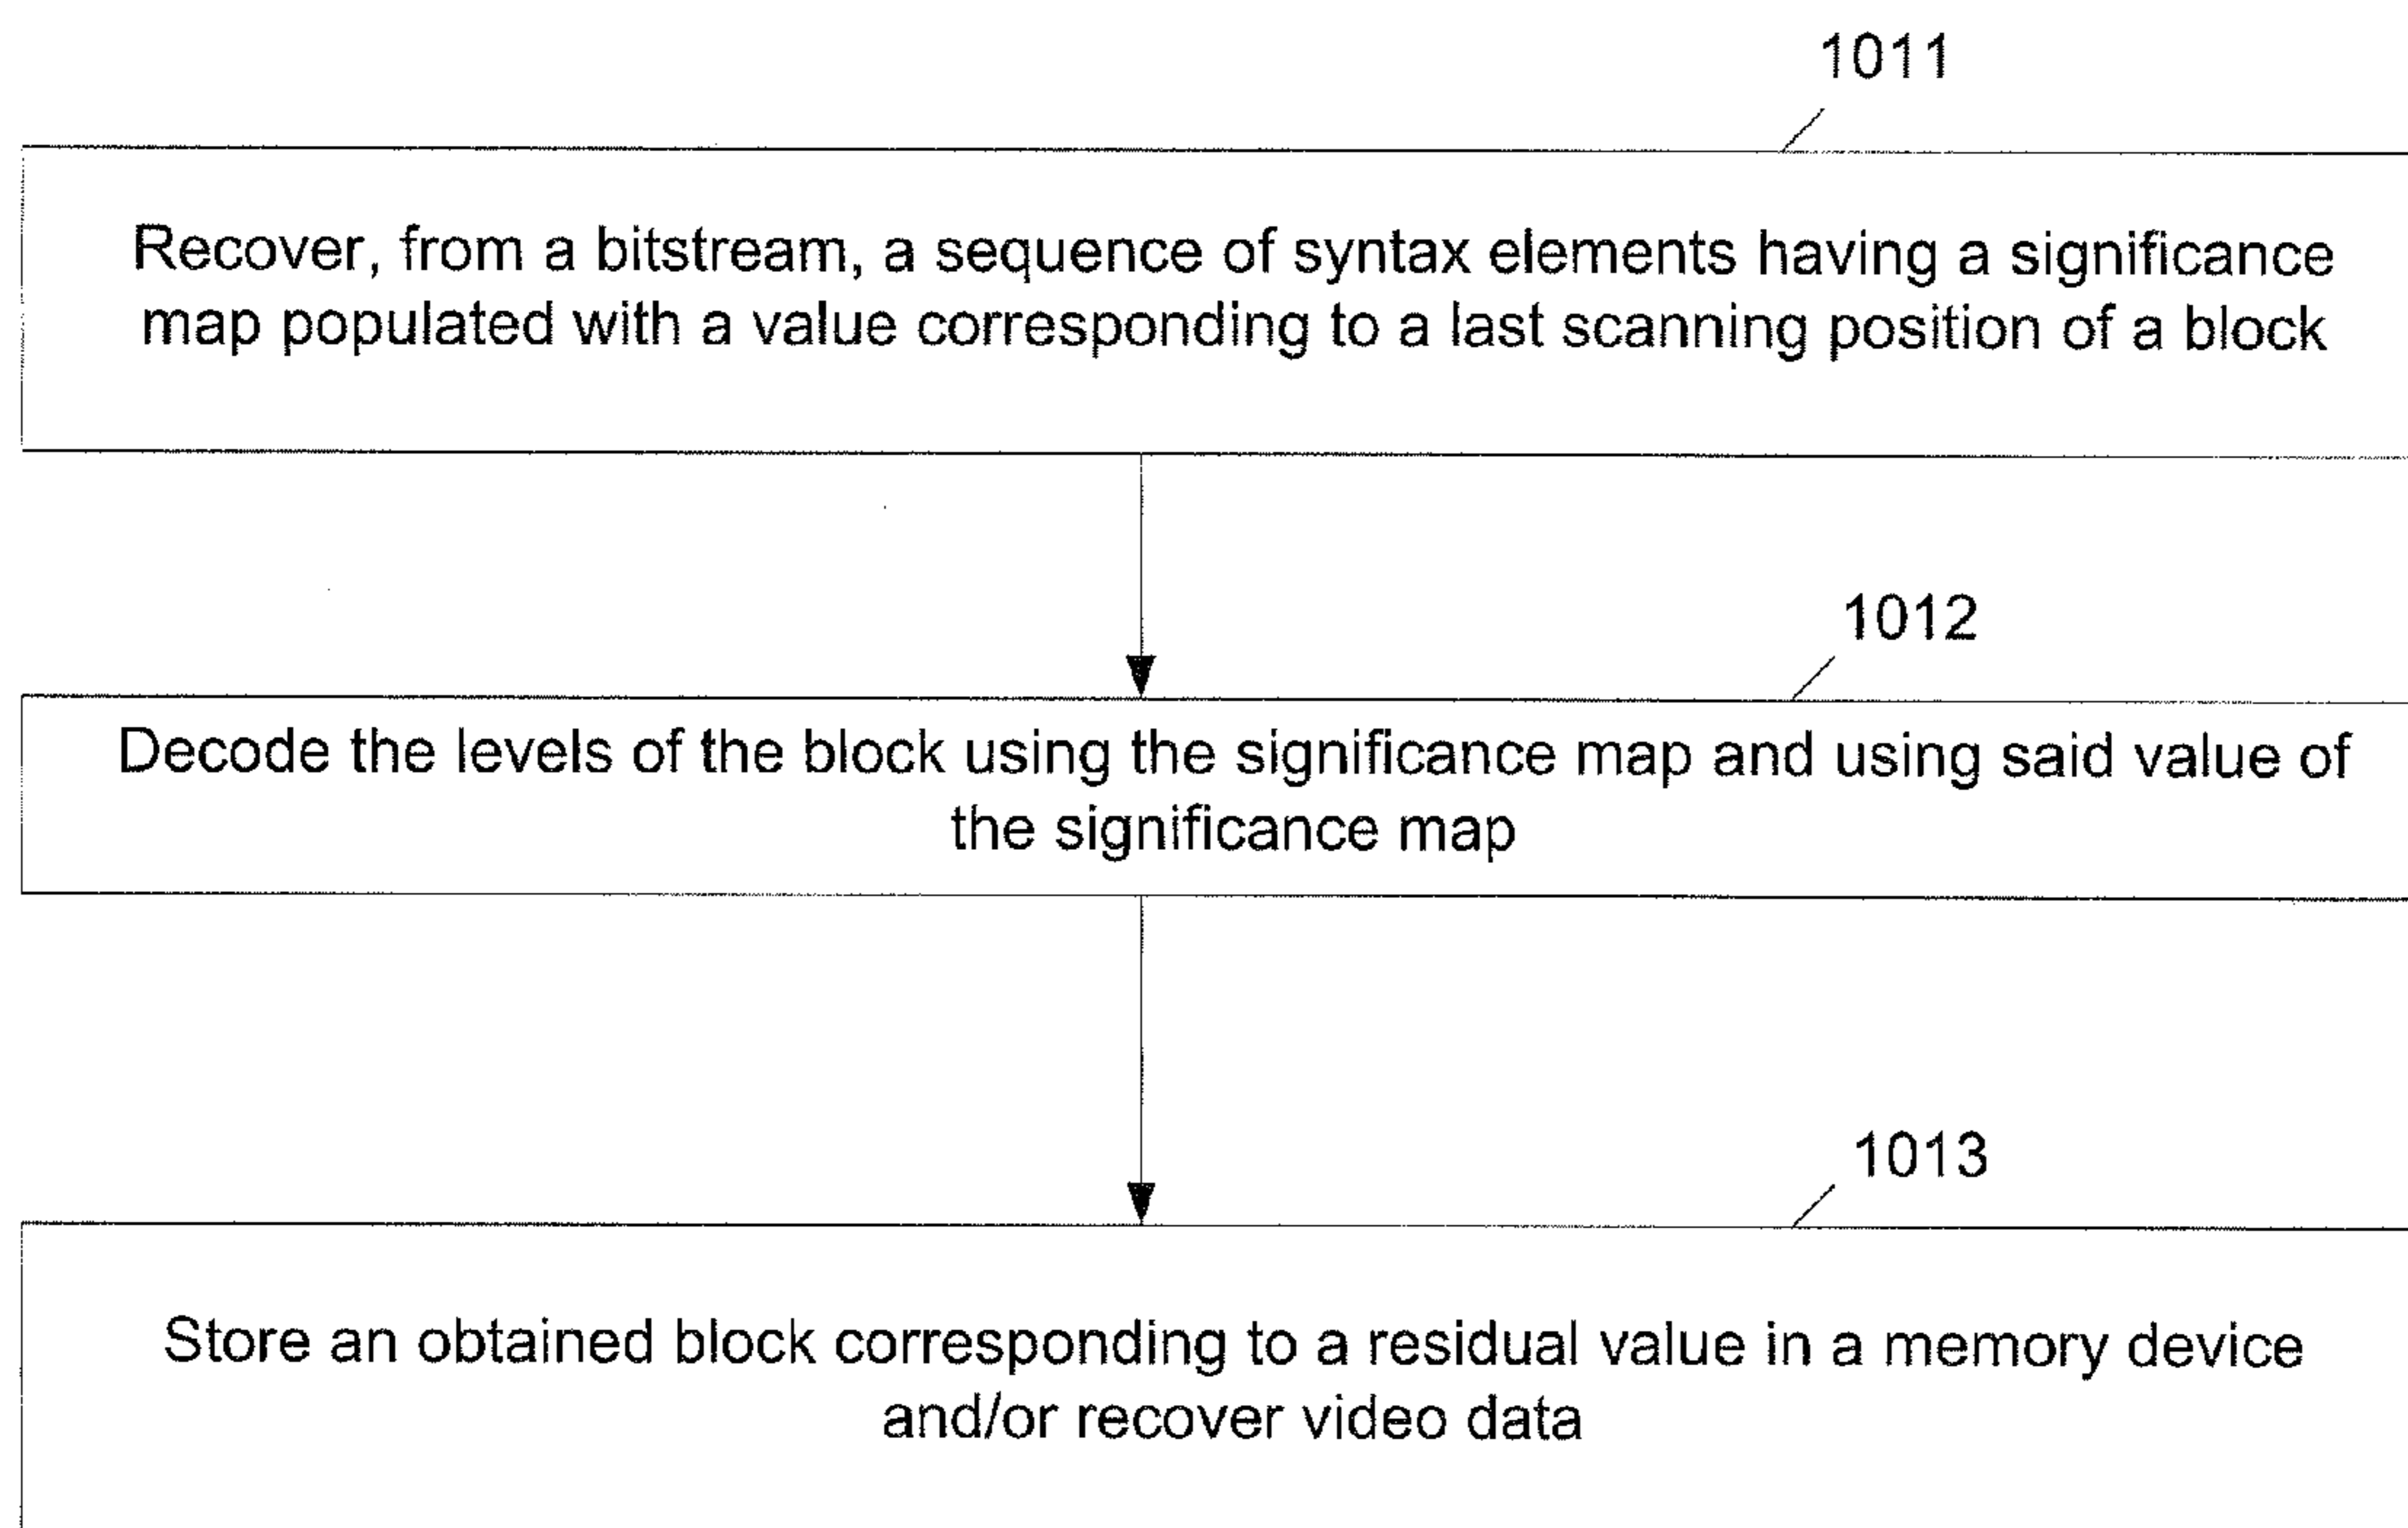 1011
Recover, from a bitstream, a sequence of syntax elements having a significance
map populated with a value corresponding to a last scanning position of a block
1012
Decode the levels of the block using the significance map and using said value of
the significance map
1013
Store an obtained block corresponding to a residual value in a memory device
and/or recover video data